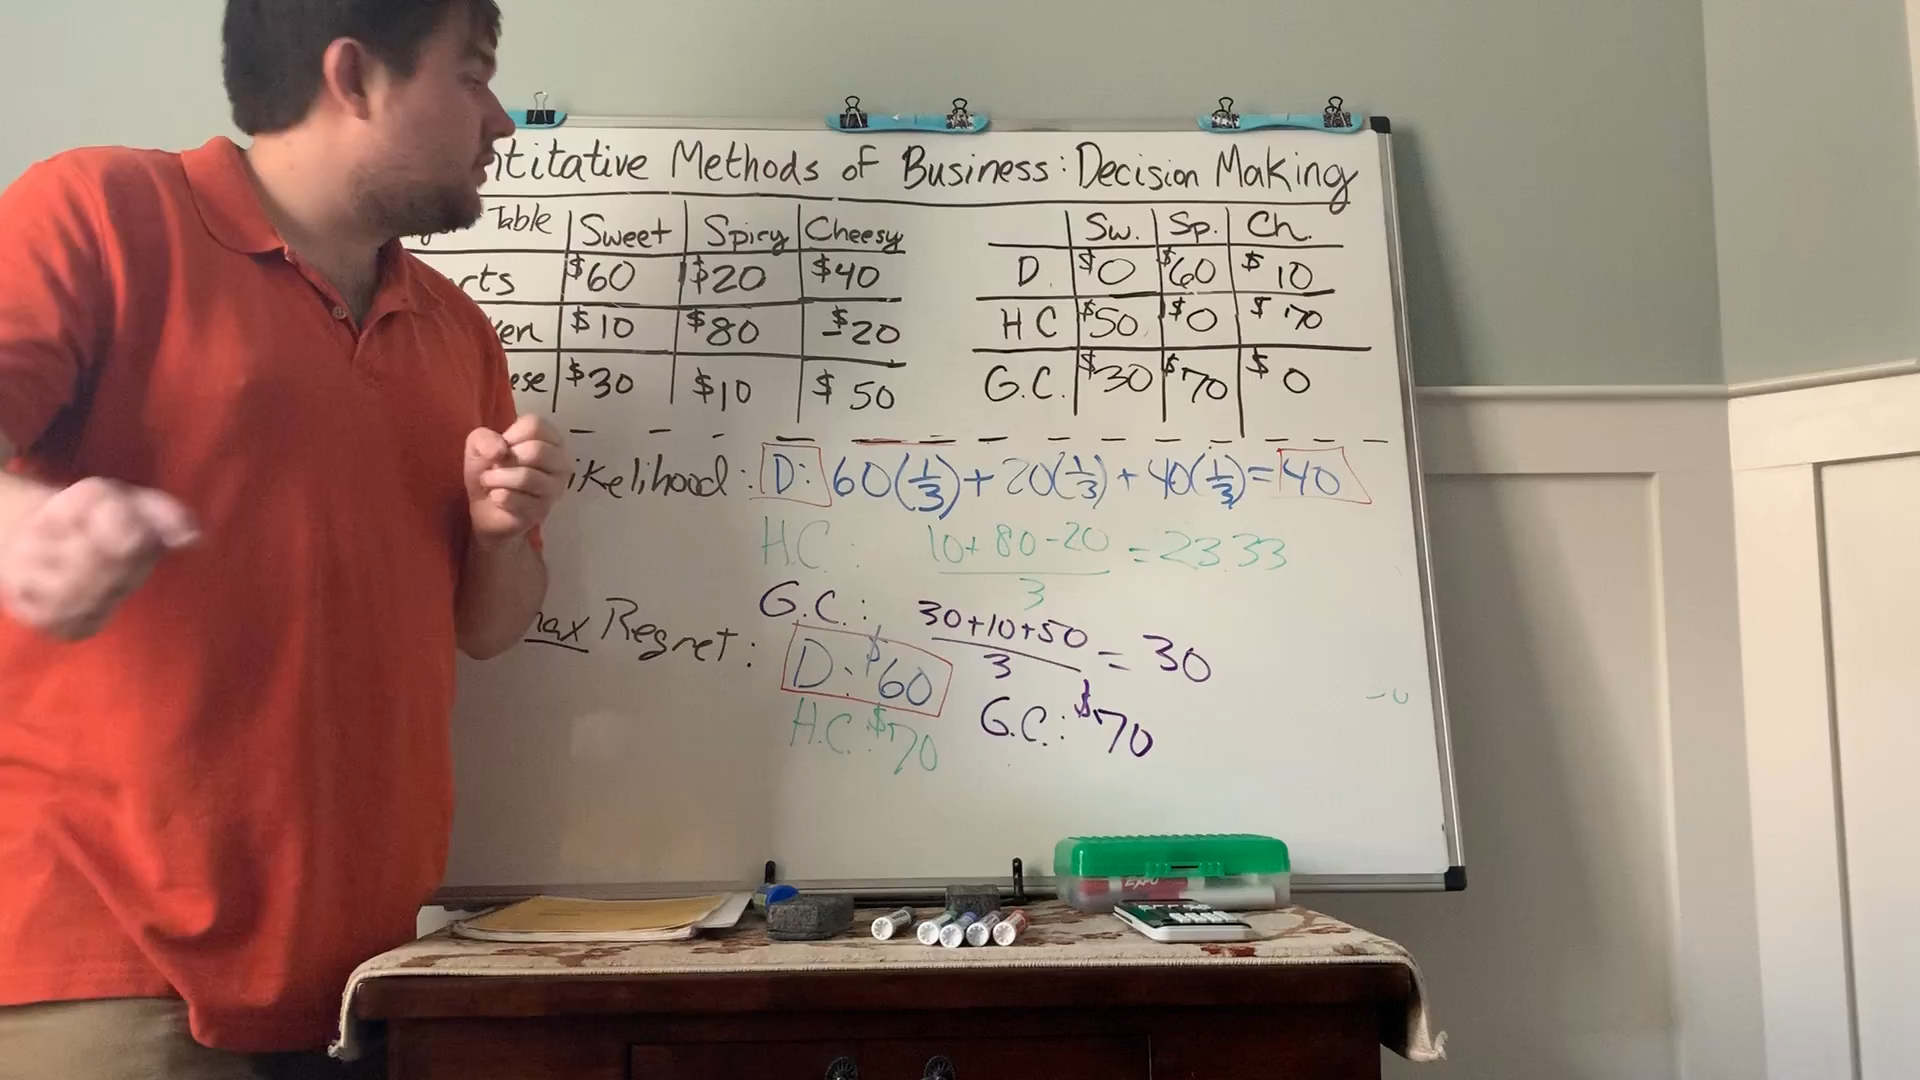 ntitative Methods of Business: Decision Making
Table Sweet Spicy Cheesy
rts $60 $20 $40
ken $10 $80 -$20
ese $30 $10 $50
Sw. Sp. Ch.
D. $0 $60 $10
HC $50 $0 $70
G.C. $30 $70 $0
ikelihood: D: 60(1/3) + 20(1/3) + 40(1/3) = 40
H.C.: 10+80-20 / 3 = 23.33
G.C.: 30+10+50 / 3 = 30
max Regret: D: $60
H.C: $70 G.C.: $70
EXPO